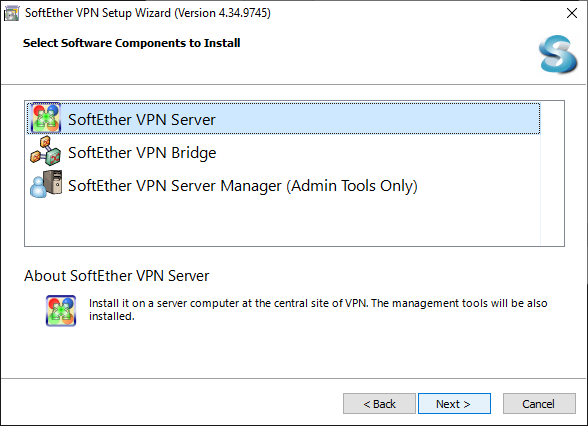 SoftEther VPN Setup Wizard (Version 4.34.9745)
Select Software Components to Install
SoftEther VPN Server
SoftEther VPN Bridge
SoftEther VPN Server Manager (Admin Tools Only)
About SoftEther VPN Server
Install it on a server computer at the central site of VPN. The management tools will be also
installed.
< Back Next > Cancel